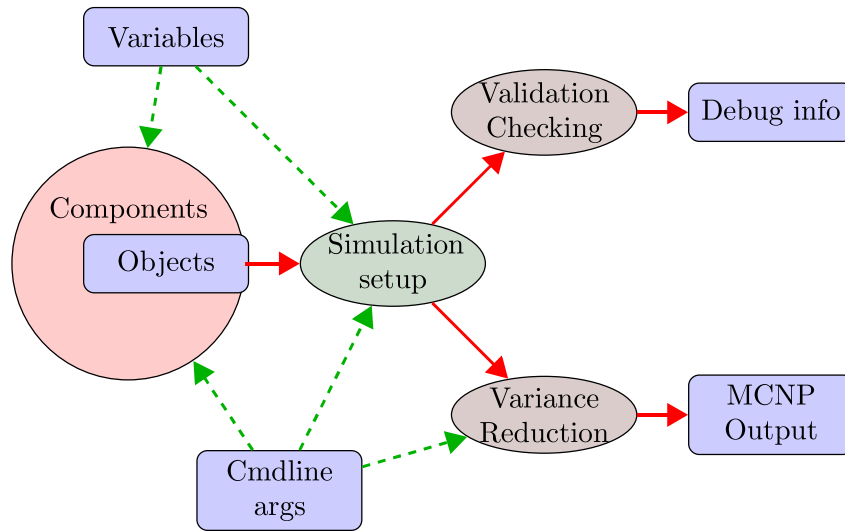 Variables
Validation
Checking
Debug info
Components
Objects
Simulation
setup
Variance
Reduction
MCNP
Output
Cmdline
args